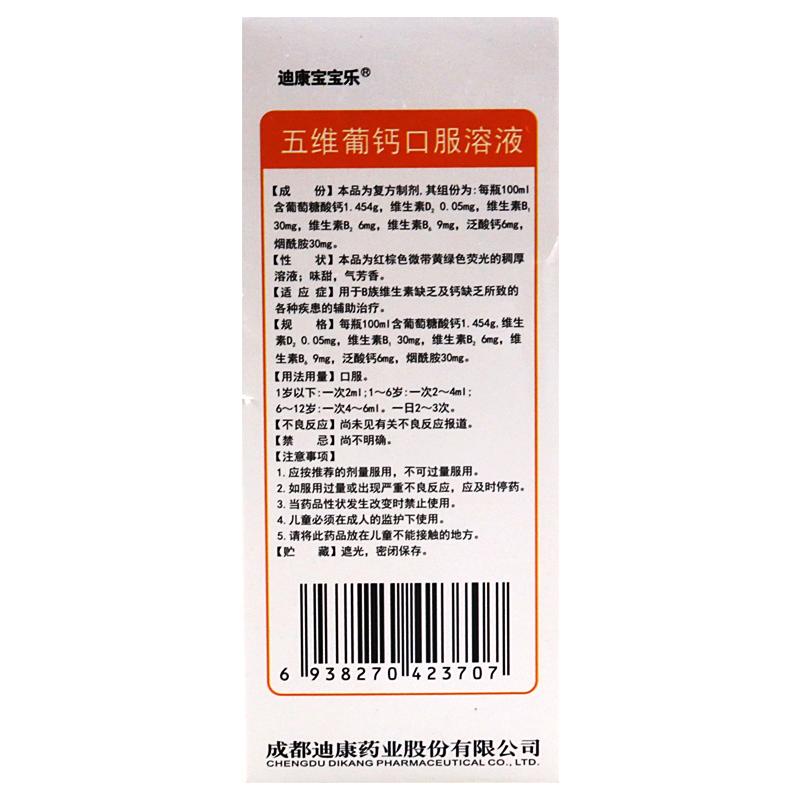 迪康宝宝乐®
五维葡钙口服溶液
【成　份】本品为复方制剂,其组份为:每瓶100ml
含葡萄糖酸钙1.454g，维生素D₂ 0.05mg，维生素B₁
30mg，维生素B₂ 6mg，维生素B₆ 9mg，泛酸钙6mg，
烟酰胺30mg。
【性　状】本品为红棕色微带黄绿色荧光的稠厚
溶液；味甜，气芳香。
【适 应 症】用于B族维生素缺乏及钙缺乏所致的
各种疾患的辅助治疗。
【规　格】每瓶100ml含葡萄糖酸钙1.454g,维生
素D₂ 0.05mg，维生素B₁ 30mg，维生素B₂ 6mg，维
生素B₆ 9mg，泛酸钙6mg，烟酰胺30mg。
【用法用量】口服。
1岁以下:一次2ml;1～6岁:一次2～4ml;
6～12岁:一次4～6ml。一日2～3次。
【不良反应】尚未见有关不良反应报道。
【禁　忌】尚不明确。
【注意事项】
1.应按推荐的剂量服用，不可过量服用。
2.如服用过量或出现严重不良反应，应及时停药。
3.当药品性状发生改变时禁止使用。
4.儿童必须在成人的监护下使用。
5.请将此药品放在儿童不能接触的地方。
【贮　藏】遮光，密闭保存。
6 938270 423707
成都迪康药业股份有限公司
CHENGDU DIKANG PHARMACEUTICAL CO., LTD.